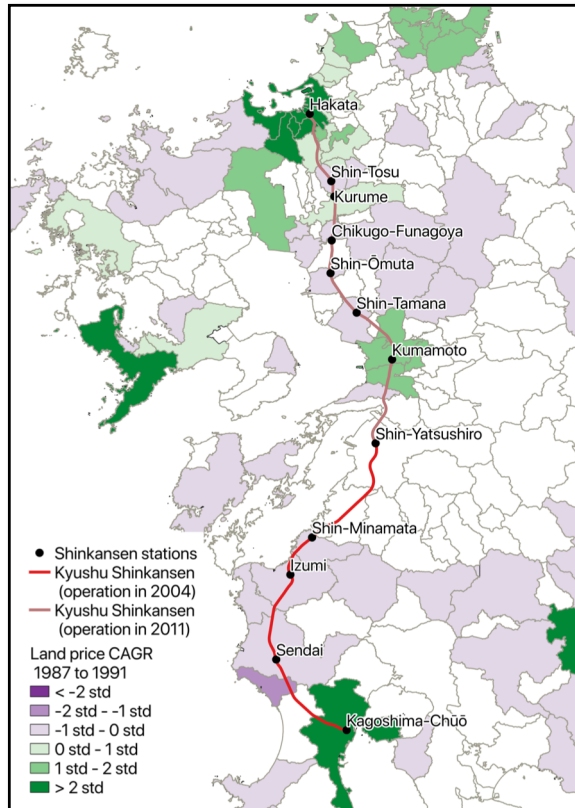 Hakata
Shin-Tosu
Kurume
Chikugo-Funagoya
Shin-Ōmuta
Shin-Tamana
Kumamoto
Shin-Yatsushiro
Shin-Minamata
Izumi
Sendai
Kagoshima-Chūō
Shinkansen stations
Kyushu Shinkansen
(operation in 2004)
Kyushu Shinkansen
(operation in 2011)
Land price CAGR
1987 to 1991
< -2 std
-2 std - -1 std
-1 std - 0 std
0 std - 1 std
1 std - 2 std
> 2 std